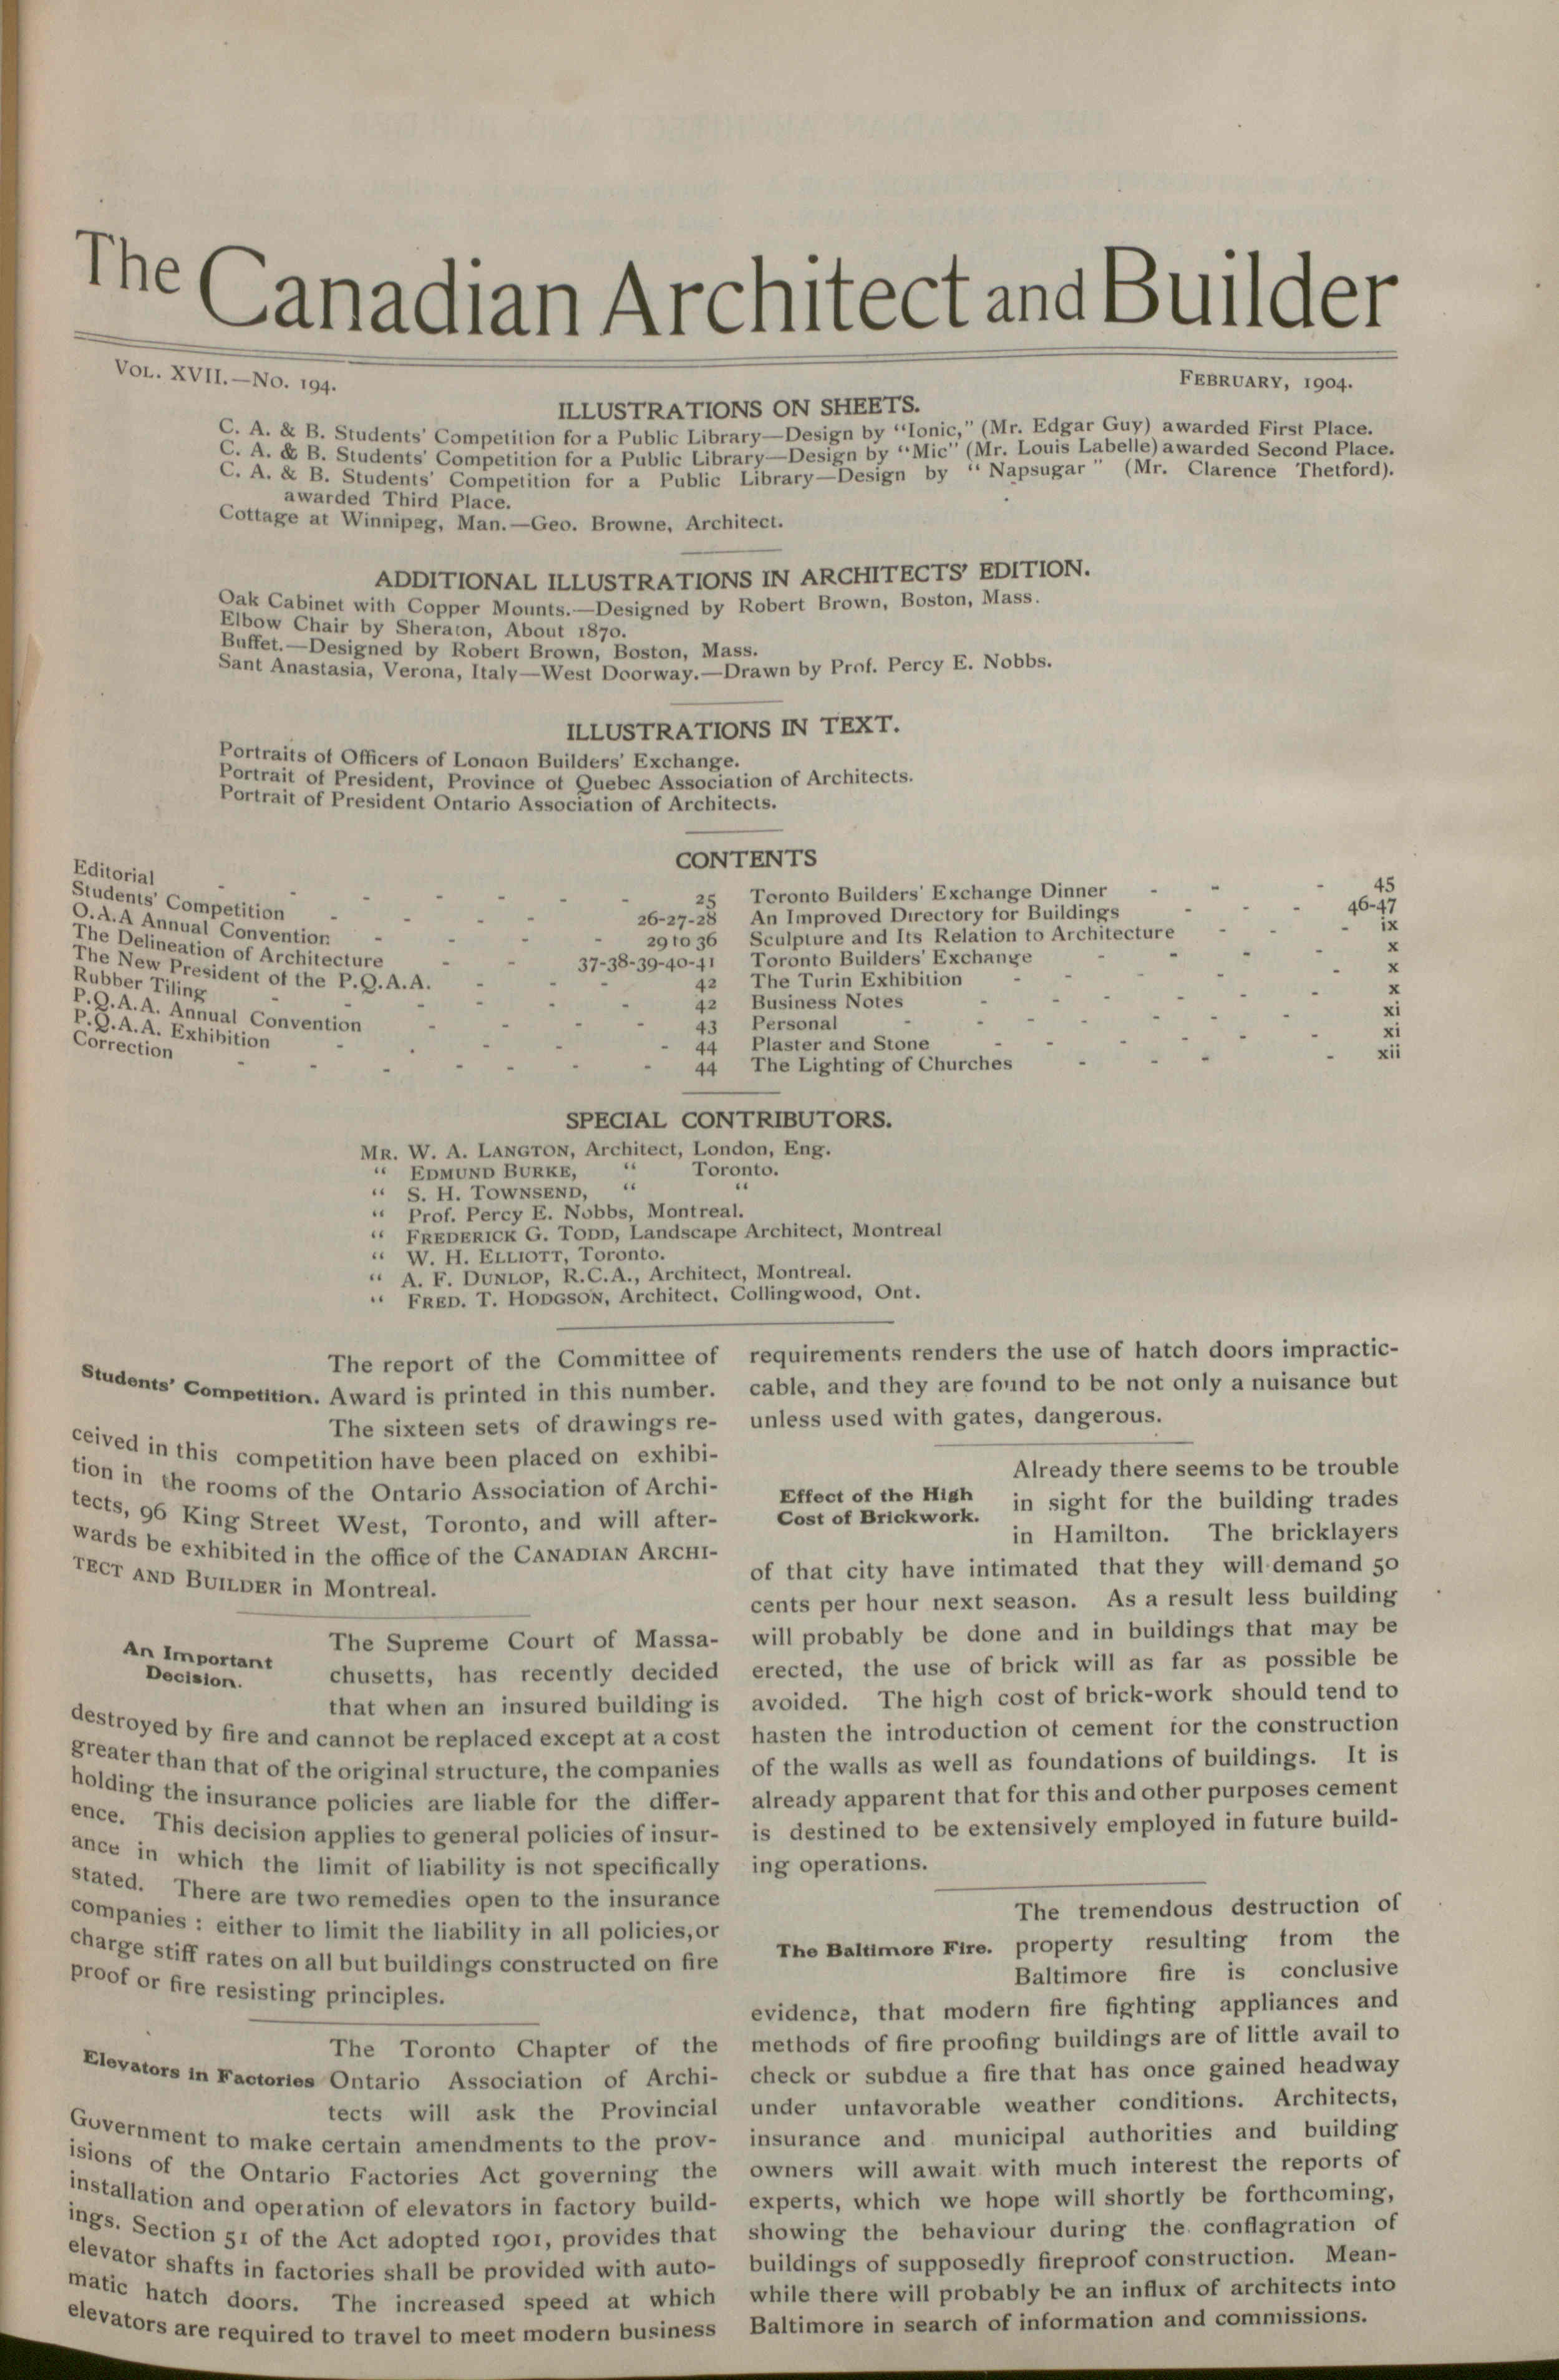 The Canadian Architect and Builder
VOL. XVII.—No. 194.
FEBRUARY, 1904.
ILLUSTRATIONS ON SHEETS.
C. A. & B. Students' Competition for a Public Library—Design by "Ionic," (Mr. Edgar Guy) awarded First Place.
C. A. & B. Students' Competition for a Public Library—Design by "Mic" (Mr. Louis Labelle) awarded Second Place.
C. A. & B. Students' Competition for a Public Library—Design by "Napsugar" (Mr. Clarence Thetford).
awarded Third Place.
Cottage at Winnipeg, Man.—Geo. Browne, Architect.
ADDITIONAL ILLUSTRATIONS IN ARCHITECTS' EDITION.
Oak Cabinet with Copper Mounts.—Designed by Robert Brown, Boston, Mass.
Elbow Chair by Sheraton, About 1870.
Buffet.—Designed by Robert Brown, Boston, Mass.
Sant Anastasia, Verona, Italy—West Doorway.—Drawn by Prof. Percy E. Nobbs.
ILLUSTRATIONS IN TEXT.
Portraits of Officers of London Builders' Exchange.
Portrait of President, Province of Quebec Association of Architects.
Portrait of President Ontario Association of Architects.
CONTENTS
Editorial - - - - - - 25
Students' Competition - - - - 26-27-28
O.A.A Annual Convention - - - - 29 to 36
The Delineation of Architecture - - 37-38-39-40-41
The New President of the P.Q.A.A. - - - 42
Rubber Tiling - - - - - 42
P.Q.A.A. Annual Convention - - - - 43
P.Q.A.A. Exhibition - - - - - 44
Correction - - - - - - - 44
Toronto Builders' Exchange Dinner - - - 45
An Improved Directory for Buildings - - - 46-47
Sculpture and Its Relation to Architecture - - - ix
Toronto Builders' Exchange - - - - x
The Turin Exhibition - - - - - x
Business Notes - - - - - x
Personal - - - - - - xi
Plaster and Stone - - - - - - xi
The Lighting of Churches - - - - xii
SPECIAL CONTRIBUTORS.
MR. W. A. LANGTON, Architect, London, Eng.
" EDMUND BURKE, " Toronto.
" S. H. TOWNSEND, " "
" Prof. Percy E. Nobbs, Montreal.
" FREDERICK G. TODD, Landscape Architect, Montreal
" W. H. ELLIOTT, Toronto.
" A. F. DUNLOP, R.C.A., Architect, Montreal.
" FRED. T. HODGSON, Architect, Collingwood, Ont.
Students' Competition.
The report of the Committee of
Award is printed in this number.
The sixteen sets of drawings re-
ceived in this competition have been placed on exhibi-
tion in the rooms of the Ontario Association of Archi-
tects, 96 King Street West, Toronto, and will after-
wards be exhibited in the office of the CANADIAN ARCHI-
TECT AND BUILDER in Montreal.
An Important
Decision.
The Supreme Court of Massa-
chusetts, has recently decided
that when an insured building is
destroyed by fire and cannot be replaced except at a cost
greater than that of the original structure, the companies
holding the insurance policies are liable for the differ-
ence. This decision applies to general policies of insur-
ance in which the limit of liability is not specifically
stated. There are two remedies open to the insurance
companies : either to limit the liability in all policies, or
charge stiff rates on all but buildings constructed on fire
proof or fire resisting principles.
Elevators in Factories
The Toronto Chapter of the
Ontario Association of Archi-
tects will ask the Provincial
Government to make certain amendments to the prov-
isions of the Ontario Factories Act governing the
installation and operation of elevators in factory build-
ings. Section 51 of the Act adopted 1901, provides that
elevator shafts in factories shall be provided with auto-
matic hatch doors. The increased speed at which
elevators are required to travel to meet modern business
requirements renders the use of hatch doors impractic-
cable, and they are found to be not only a nuisance but
unless used with gates, dangerous.
Effect of the High
Cost of Brickwork.
Already there seems to be trouble
in sight for the building trades
in Hamilton. The bricklayers
of that city have intimated that they will demand 50
cents per hour next season. As a result less building
will probably be done and in buildings that may be
erected, the use of brick will as far as possible be
avoided. The high cost of brick-work should tend to
hasten the introduction of cement for the construction
of the walls as well as foundations of buildings. It is
already apparent that for this and other purposes cement
is destined to be extensively employed in future build-
ing operations.
The Baltimore Fire.
The tremendous destruction of
property resulting from the
Baltimore fire is conclusive
evidence, that modern fire fighting appliances and
methods of fire proofing buildings are of little avail to
check or subdue a fire that has once gained headway
under unfavorable weather conditions. Architects,
insurance and municipal authorities and building
owners will await with much interest the reports of
experts, which we hope will shortly be forthcoming,
showing the behaviour during the conflagration of
buildings of supposedly fireproof construction. Mean-
while there will probably be an influx of architects into
Baltimore in search of information and commissions.